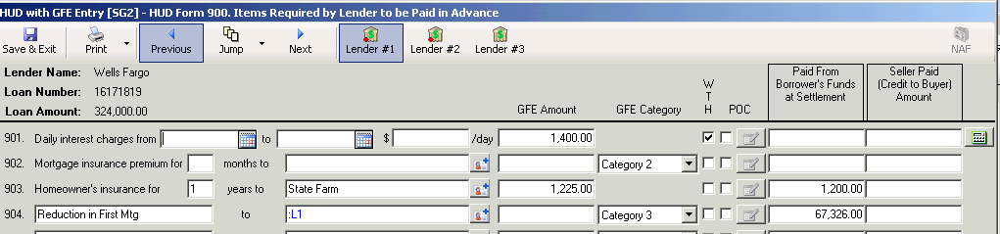 HUD with GFE Entry [SG2] - HUD Form 900. Items Required by Lender to be Paid in Advance
Save & Exit Print Previous Jump Next Lender #1 Lender #2 Lender #3 NAF
Lender Name: Wells Fargo
Loan Number: 16171819
Loan Amount: 324,000.00
GFE Amount GFE Category W T H POC
Paid From
Borrower's Funds
at Settlement
Seller Paid
(Credit to Buyer)
Amount
901. Daily interest charges from to $ /day 1,400.00
902. Mortgage insurance premium for months to Category 2
903. Homeowner's insurance for 1 years to State Farm 1,225.00 1,200.00
904. Reduction in First Mtg to :L1 Category 3 67,326.00